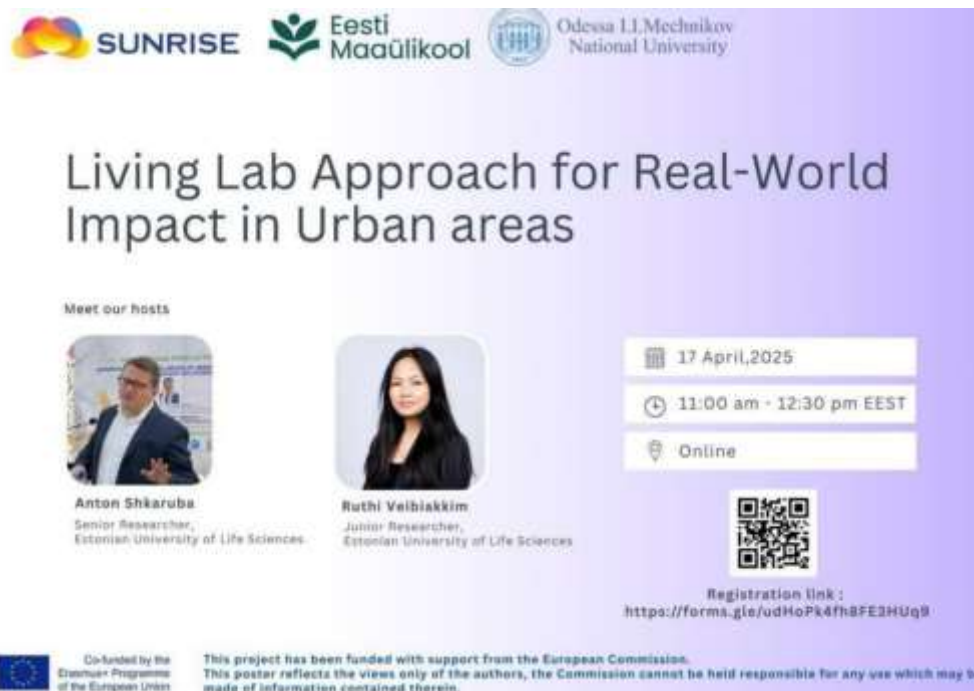 SUNRISE
Eesti
Maaülikool
Odessa I.I.Mechnikov
National University
Living Lab Approach for Real-World
Impact in Urban areas
Meet our hosts
Anton Shkaruba
Senior Researcher,
Estonian University of Life Sciences
Ruthi Velbiakkim
Junior Researcher,
Estonian University of Life Sciences
17 April,2025
11:00 am - 12:30 pm EEST
Online
Registration link :
https://forms.gle/udHoPk4fh8FE2HUq9
Co-funded by the
Erasmus+ Programme
of the European Union
This project has been funded with support from the European Commission.
This poster reflects the views only of the authors, the Commission cannot be held responsible for any use which may b
made of information contained therein.